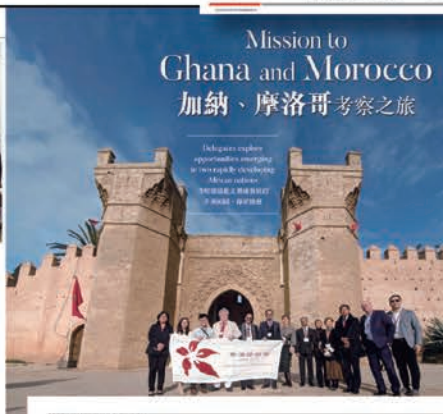 Mission to
Ghana and Morocco
加納、摩洛哥考察之旅
Delegates explore
opportunities emerging
in two rapidly developing
African nations